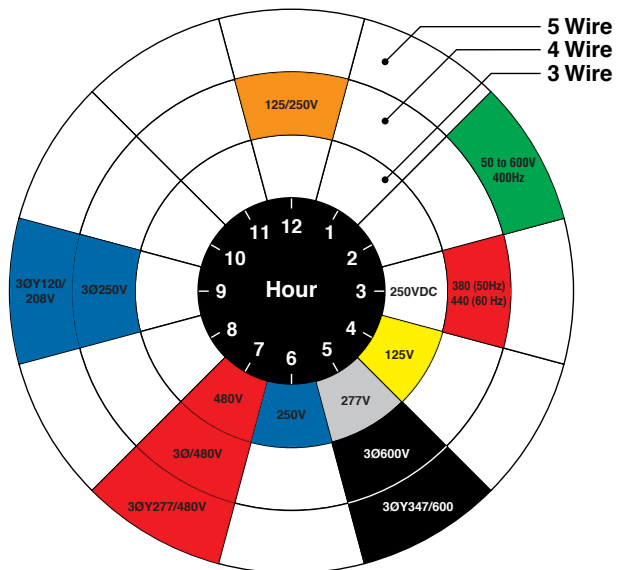 5 Wire
4 Wire
3 Wire
125/250V
50 to 600V
400Hz
12
1
2
3
4
5
6
7
8
9
10
11
Hour
3ØY120/
208V
3Ø250V
250VDC
380 (50Hz)
440 (60 Hz)
125V
480V
250V
277V
3Ø/480V
3Ø600V
3ØY277/480V
3ØY347/600